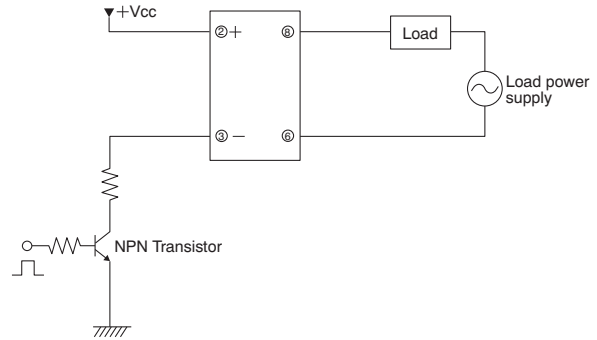 +Vcc
② +
⑧
Load
Load power
supply
③ −
⑥
NPN Transistor